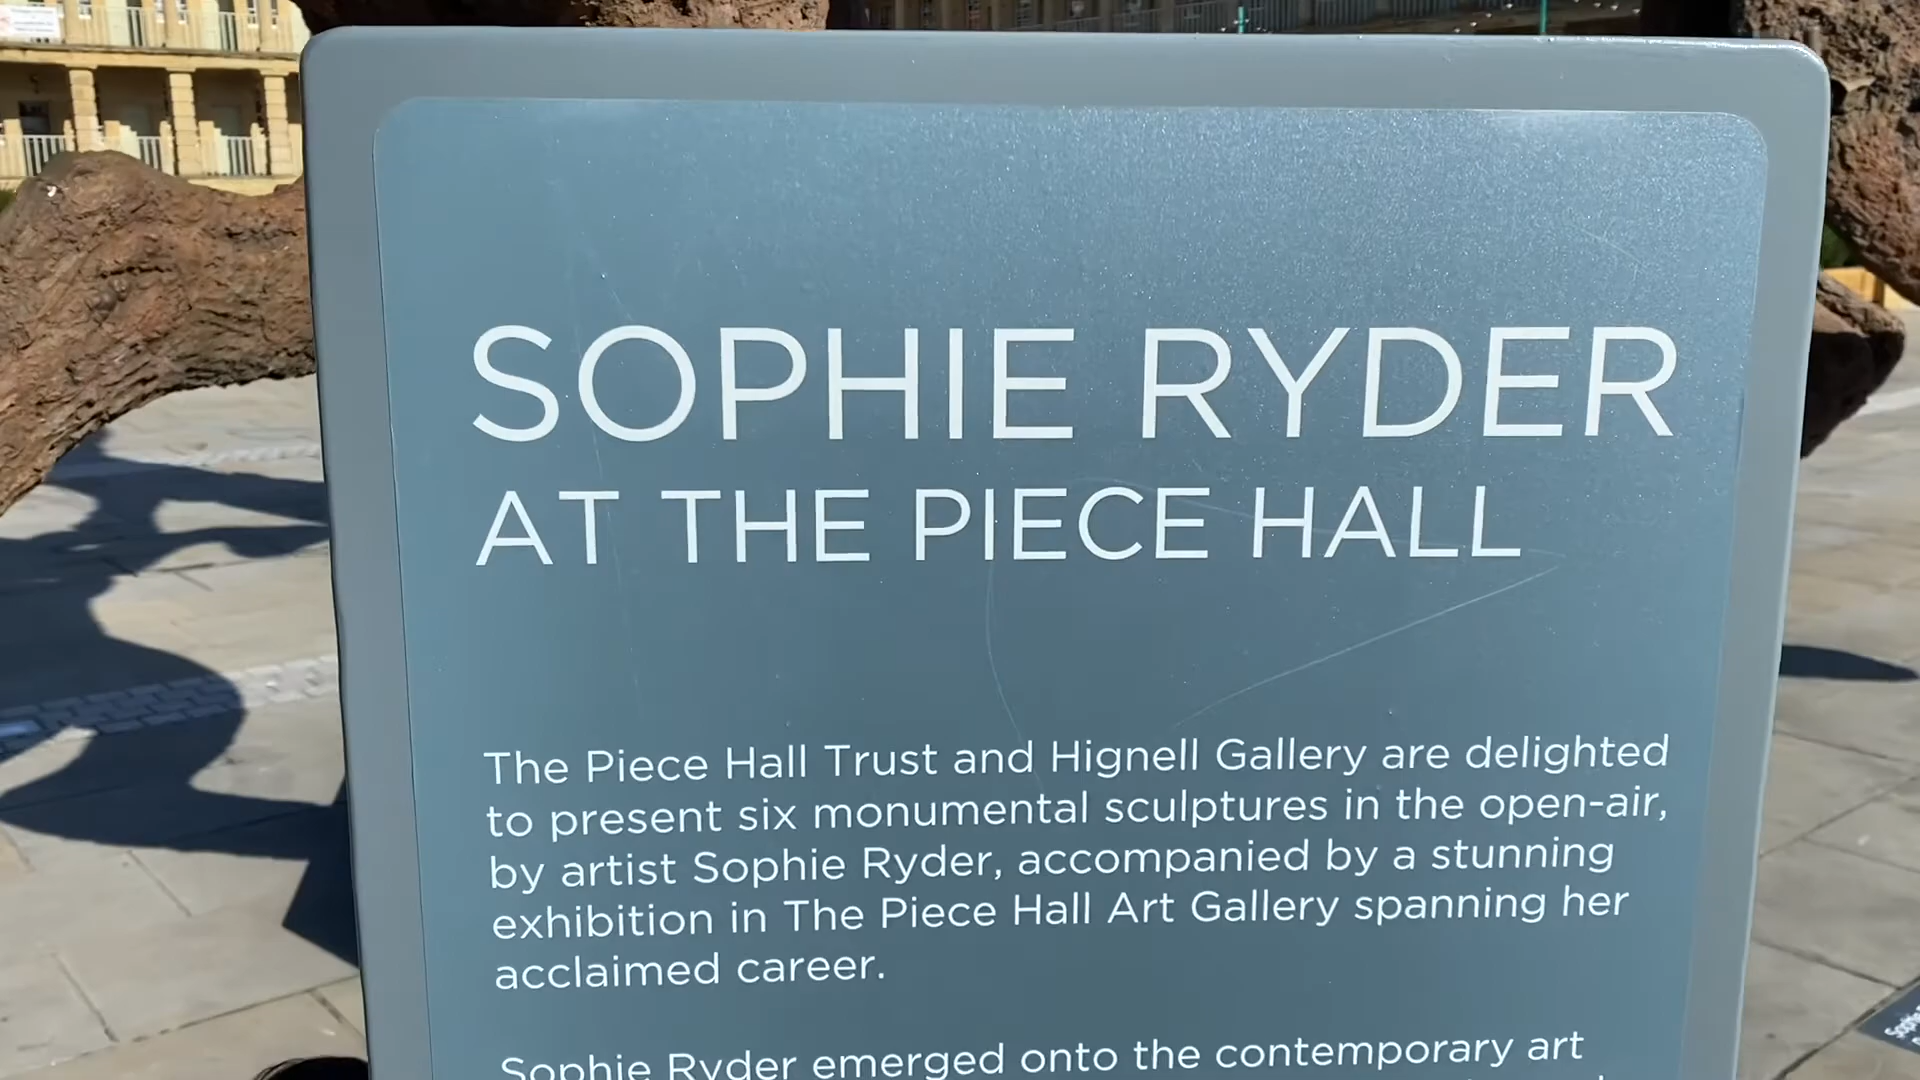 SOPHIE RYDER
AT THE PIECE HALL
The Piece Hall Trust and Hignell Gallery are delighted
to present six monumental sculptures in the open-air,
by artist Sophie Ryder, accompanied by a stunning
exhibition in The Piece Hall Art Gallery spanning her
acclaimed career.
Sophie Ryder emerged onto the contemporary art